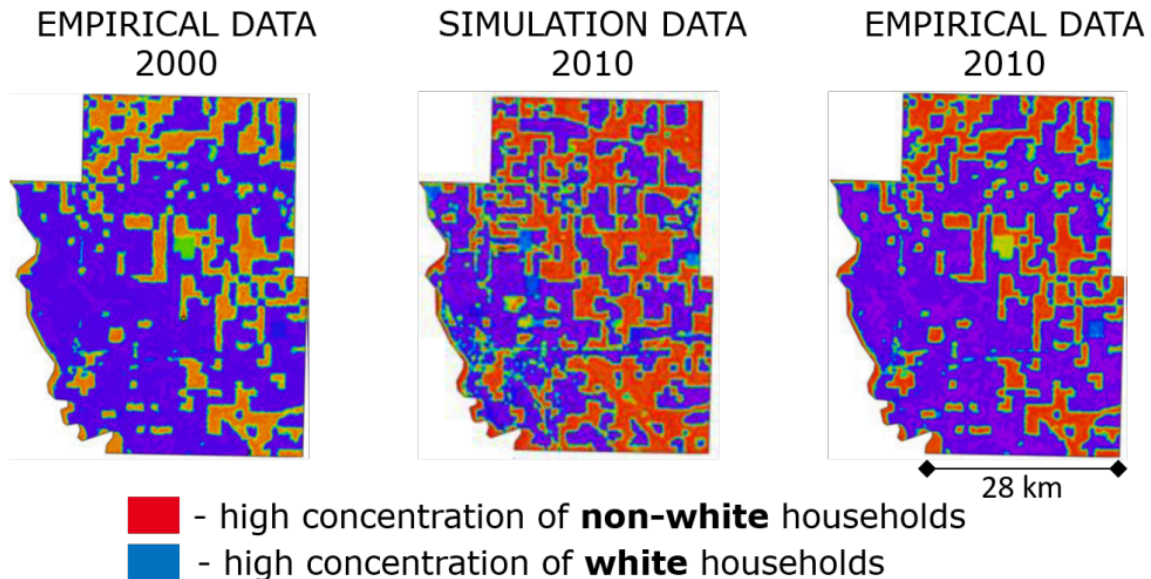 EMPIRICAL DATA
2000
SIMULATION DATA
2010
EMPIRICAL DATA
2010
28 km
- high concentration of non-white households
- high concentration of white households